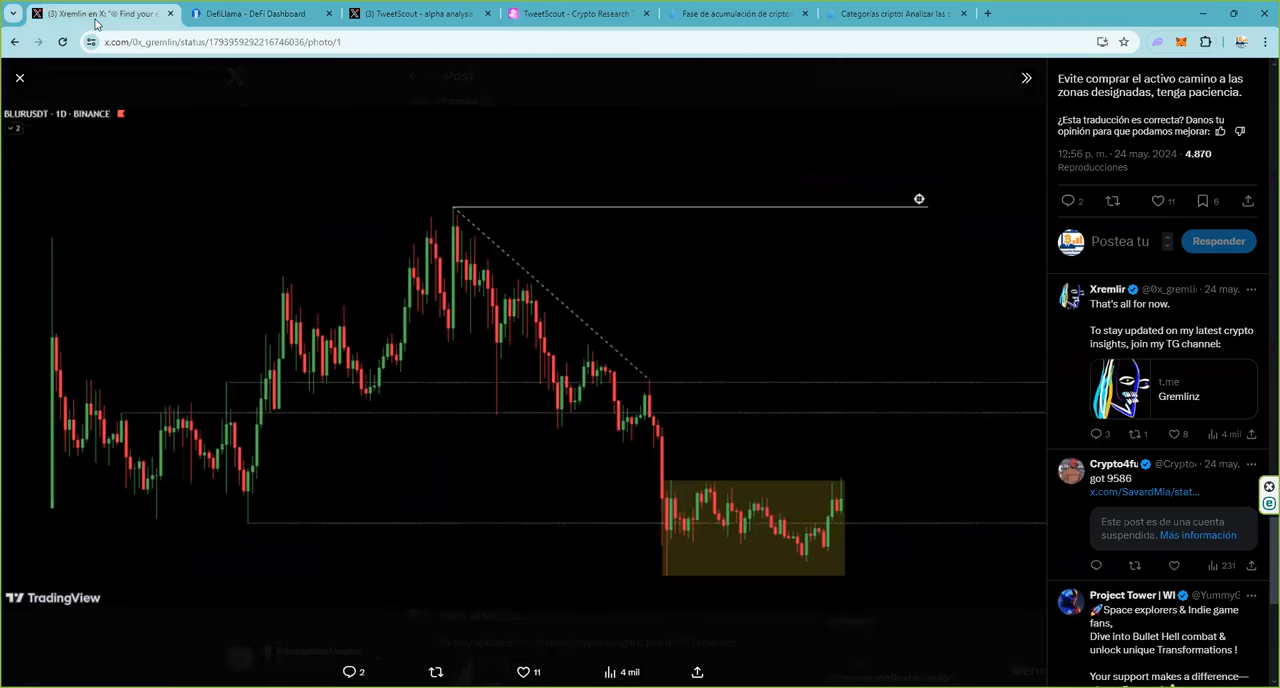 (3) Xremlin en X: "® Find your e
DefiLlama - DeFi Dashboard
(3) TweetScout - alpha analysis
TweetScout - Crypto Research
Fase de acumulación de cripton
Categorías cripto: Analizar las c
x.com/0x_gremlin/status/1793959292216746036/photo/1
Post
BLURUSDT · 1D · BINANCE
2
TradingView
2
11
4 mil
Evite comprar el activo camino a las
zonas designadas, tenga paciencia.
¿Esta traducción es correcta? Danos tu
opinión para que podamos mejorar:
12:56 p. m. · 24 may. 2024 · 4.870
Reproducciones
2
11
6
Postea tu
Responder
Xremlir @0x_gremli · 24 may.
That's all for now.
To stay updated on my latest crypto
insights, join my TG channel:
t.me
Gremlinz
3
1
8
4 mil
Crypto4fu @Crypto · 24 may.
got 9586
x.com/SavardMia/stat...
Este post es de una cuenta
suspendida. Más información
231
Project Tower | WI @YummyG
🚀Space explorers & Indie game
fans,
Dive into Bullet Hell combat &
unlock unique Transformations !
Your support makes a difference—